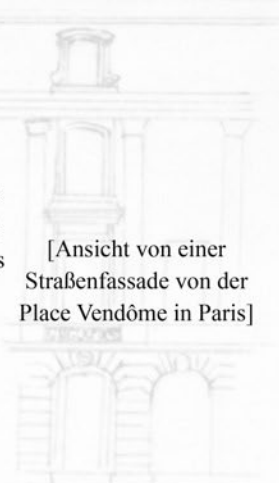 s
[Ansicht von einer
Straßenfassade von der
Place Vendôme in Paris]